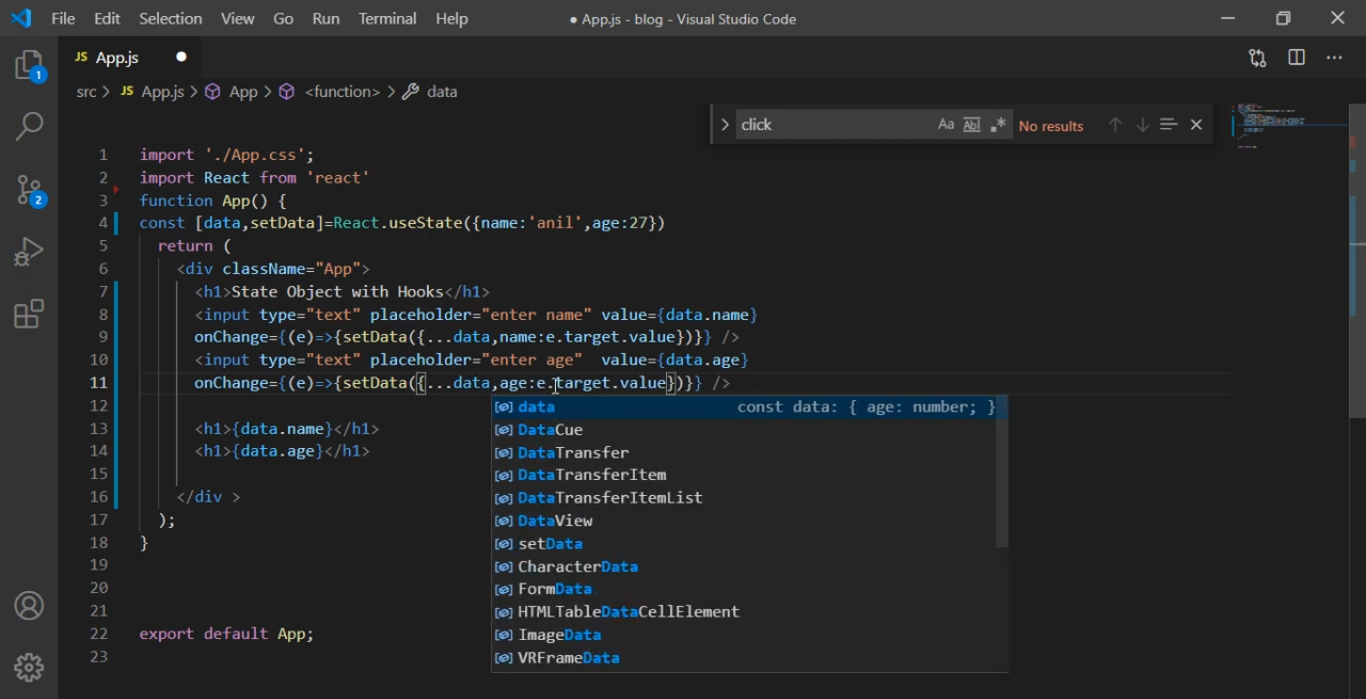 File Edit Selection View Go Run Terminal Help
● App.js - blog - Visual Studio Code
JS App.js ●
src > JS App.js > App > <function> > data
click
Aa Abl .* No results
1
2
1 import './App.css';
2 import React from 'react'
3 function App() {
4 const [data,setData]=React.useState({name:'anil',age:27})
5 return (
6 <div className="App">
7 <h1>State Object with Hooks</h1>
8 <input type="text" placeholder="enter name" value={data.name}
9 onChange={(e)=>{setData({...data,name:e.target.value})}} />
10 <input type="text" placeholder="enter age" value={data.age}
11 onChange={(e)=>{setData({...data,age:e.target.value})}} />
12
13 <h1>{data.name}</h1>
14 <h1>{data.age}</h1>
15
16 </div >
17 );
18 }
19
20
21
22 export default App;
23
data const data: { age: number; }
DataCue
DataTransfer
DataTransferItem
DataTransferItemList
DataView
setData
CharacterData
FormData
HTMLTableDataCellElement
ImageData
VRFrameData